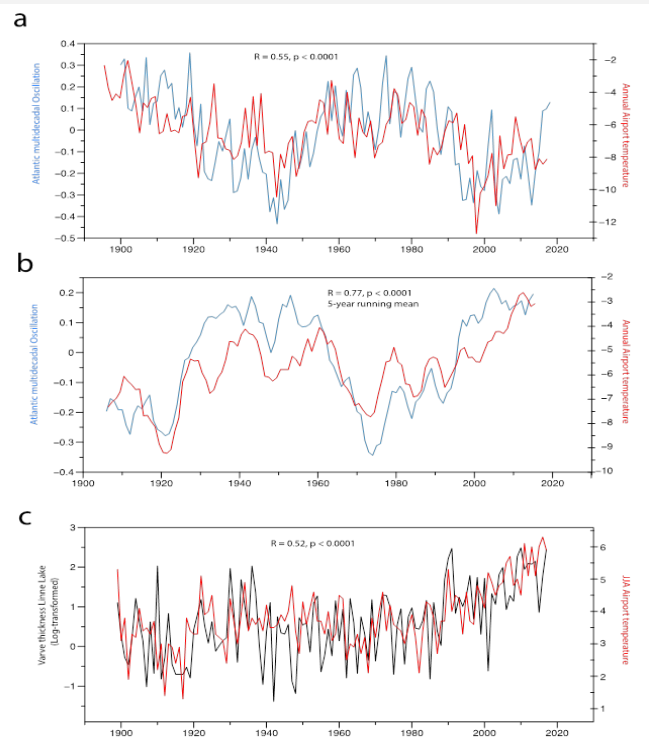 a
R = 0.55, p < 0.0001
Atlantic multidecadal Oscillation
0.4
0.3
0.2
0.1
0
−0.1
−0.2
−0.3
−0.4
−0.5
−2
−4
−6
−8
−10
−12
Annual Airport temperature
1900 1920 1940 1960 1980 2000 2020
b
R = 0.77, p < 0.0001
5-year running mean
Atlantic multidecadal Oscillation
0.2
0.1
0
−0.1
−0.2
−0.3
−0.4
−2
−3
−4
−5
−6
−7
−8
−9
−10
Annual Airport temperature
1900 1920 1940 1960 1980 2000 2020
c
R = 0.52, p < 0.0001
Varve thickness Linne Lake
(Log-transformed)
3
2
1
0
−1
6
5
4
3
2
1
JJA Airport temperature
1900 1920 1940 1960 1980 2000 2020